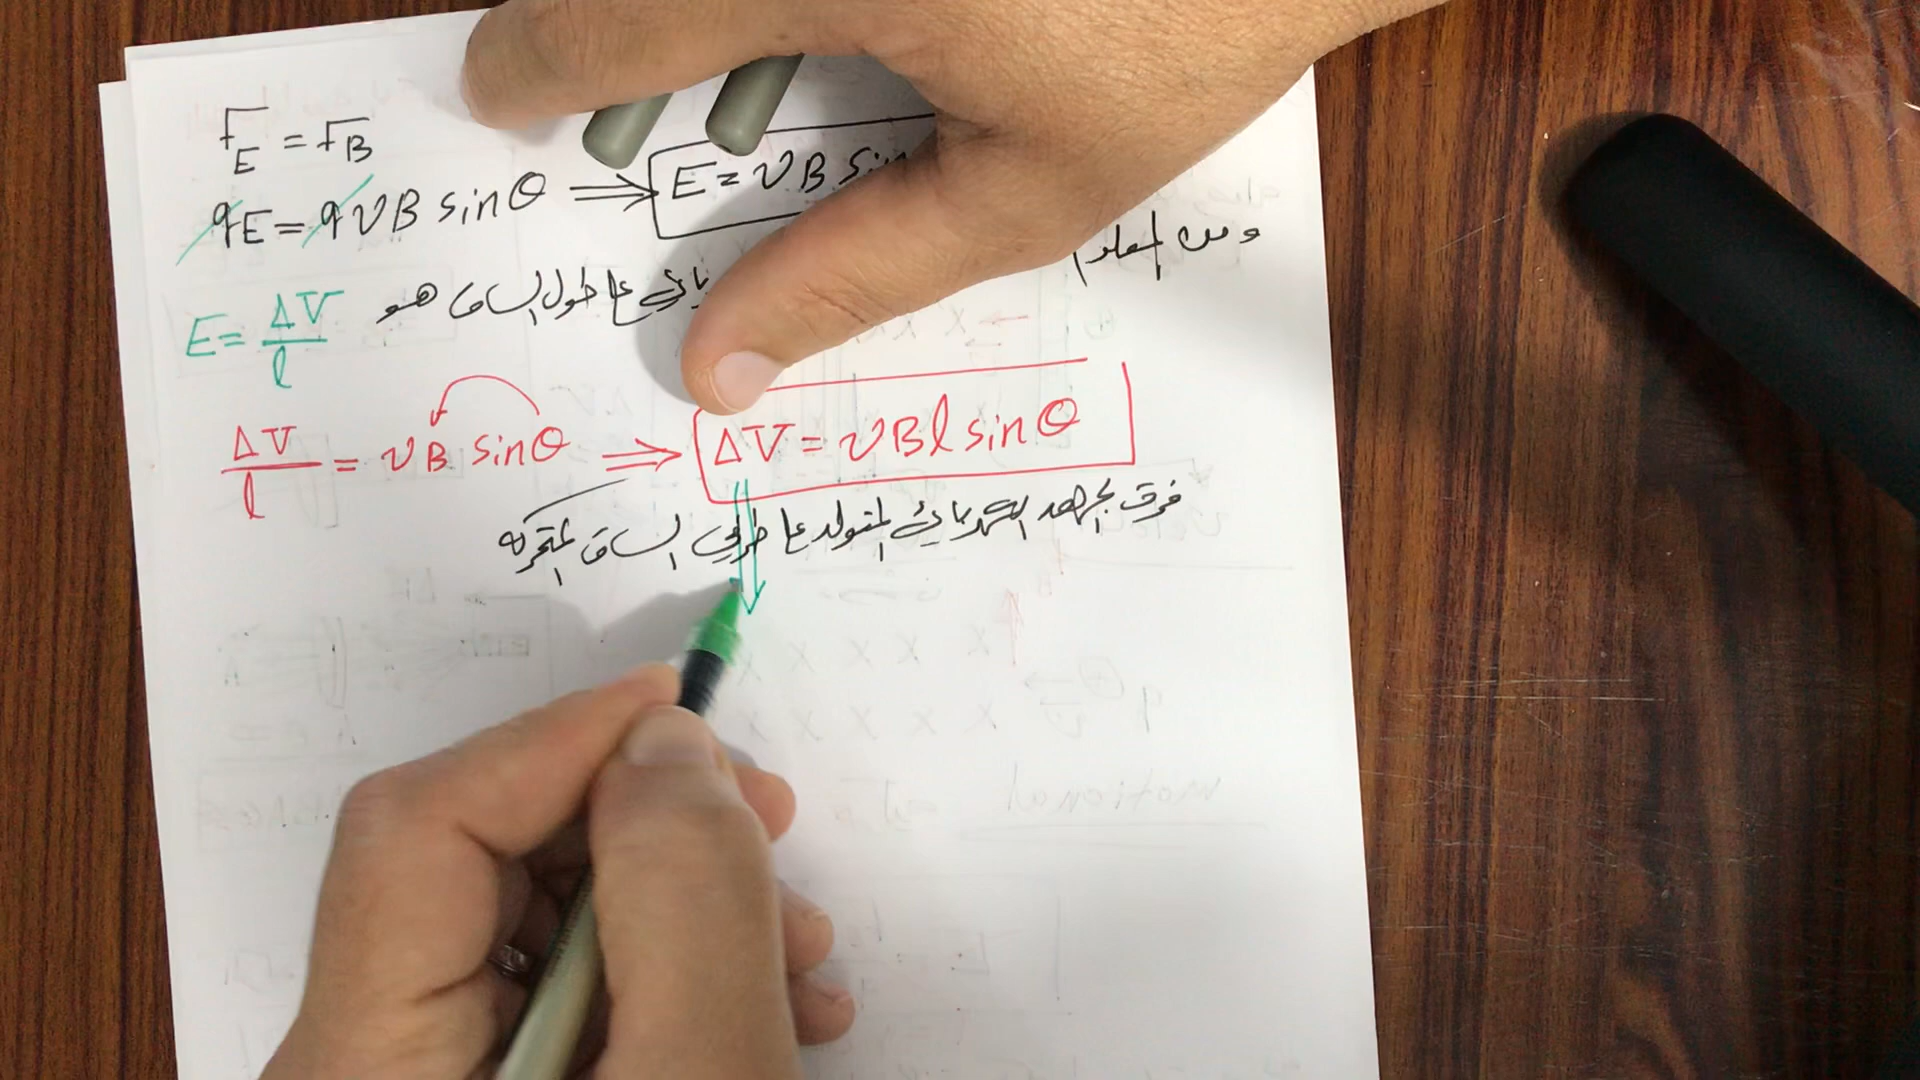 F_E = F_B
qE = qvB sinθ ⟹ E = vB sin
ومن المعلوم
هو الساق طول على
E = ΔV/l
ΔV/l = vB sinθ ⟹ ΔV = vBl sinθ
فرق الجهد الكهربائي المتولد على طرفي الساق المتحركة
motional